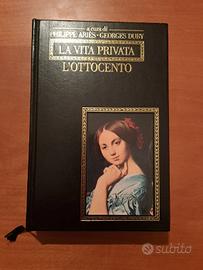 a cura di
PHILIPPE ARIÈS · GEORGES DUBY
LA VITA PRIVATA
L'OTTOCENTO
subito